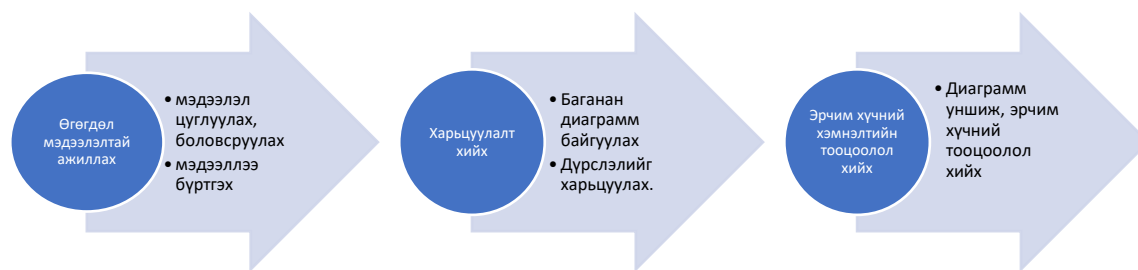 Өгөгдөл
мэдээлэлтай
ажиллах
• мэдээлэл
цуглуулах,
боловсруулах
• мэдээллээ
бүртгэх
Харьцуулалт
хийх
• Баганан
диаграмм
байгуулах
• Дүрслэлийг
харьцуулах.
Эрчим хүчний
хэмнэлтийн
тооцоолол
хийх
• Диаграмм
уншиж, эрчим
хүчний
тооцоолол
хийх